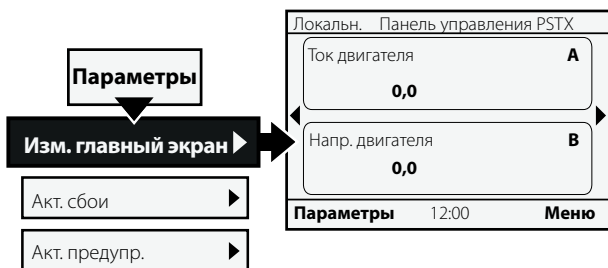 Параметры
Изм. главный экран
Акт. сбои
Акт. предупр.
Локальн. Панель управления PSTX
Ток двигателя A
0,0
Напр. двигателя B
0,0
Параметры 12:00 Меню